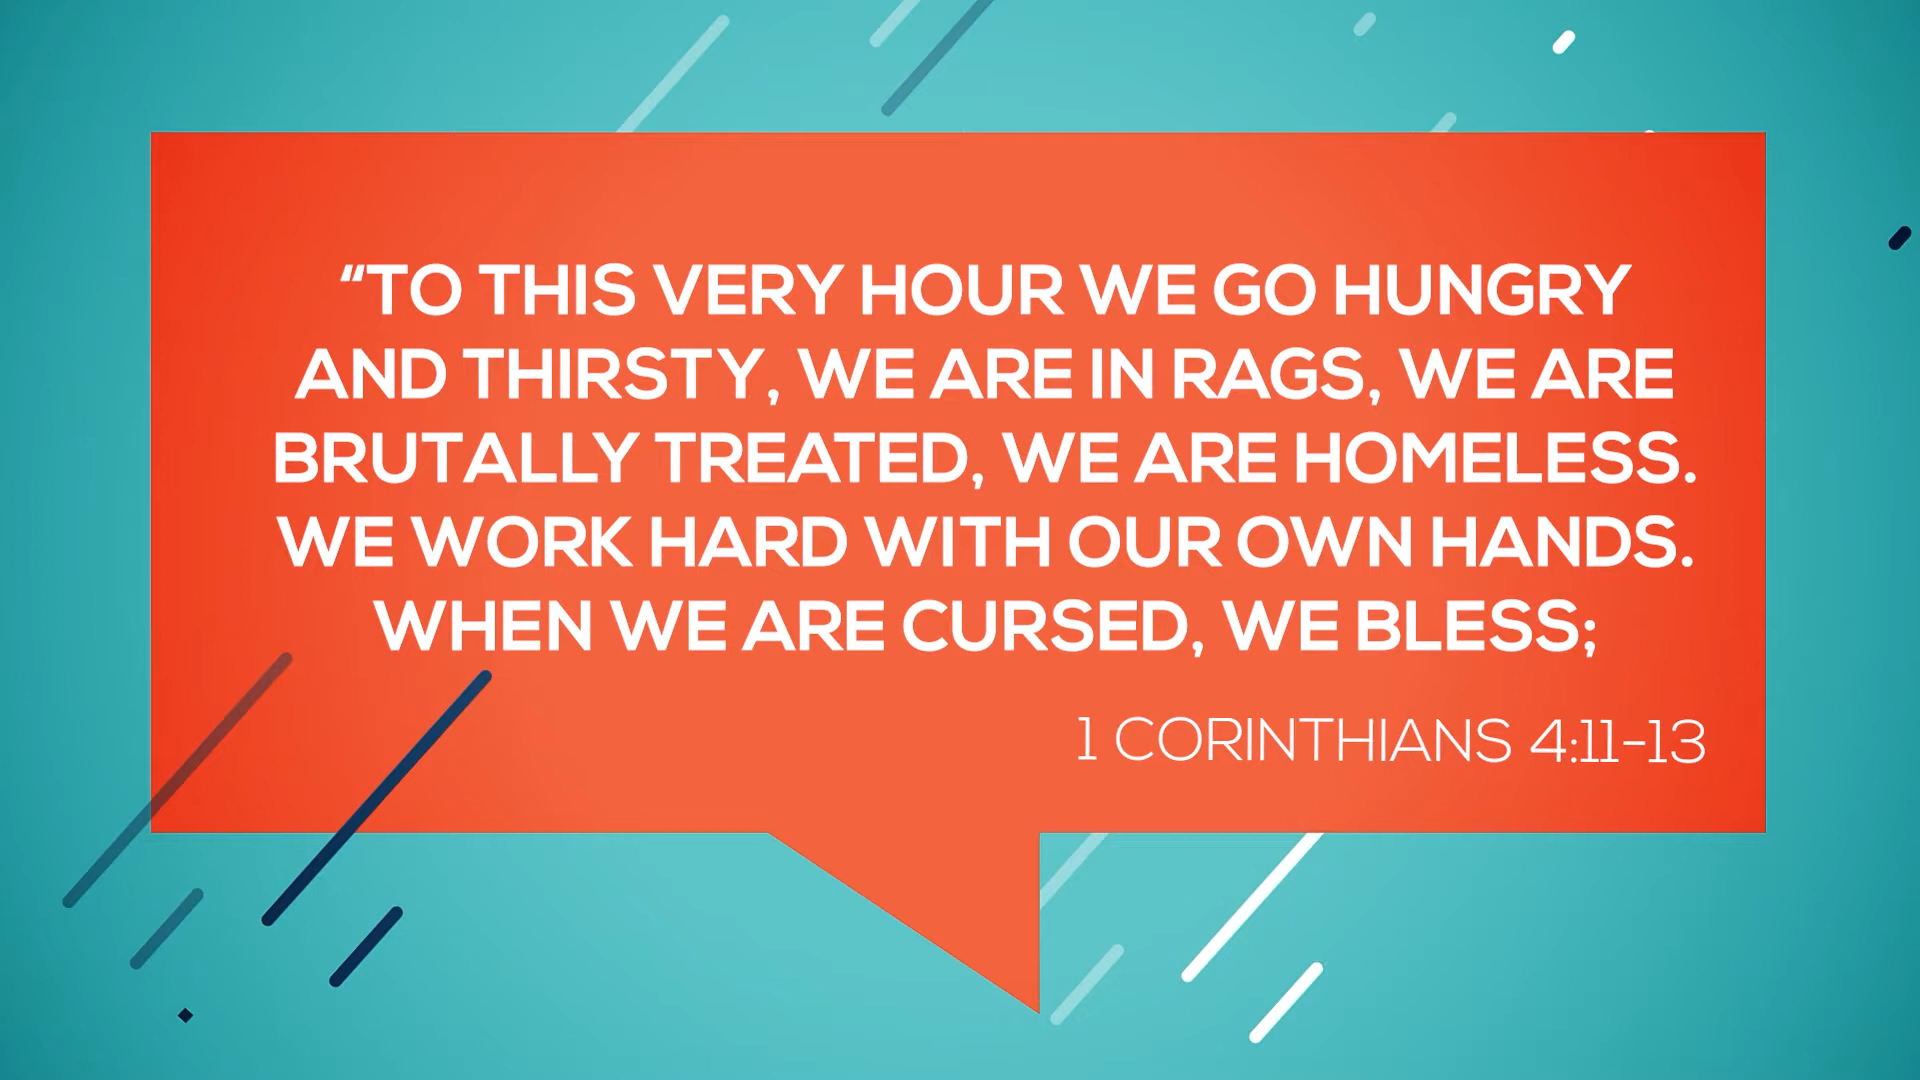 “TO THIS VERY HOUR WE GO HUNGRY
AND THIRSTY, WE ARE IN RAGS, WE ARE
BRUTALLY TREATED, WE ARE HOMELESS.
WE WORK HARD WITH OUR OWN HANDS.
WHEN WE ARE CURSED, WE BLESS;
1 CORINTHIANS 4:11-13